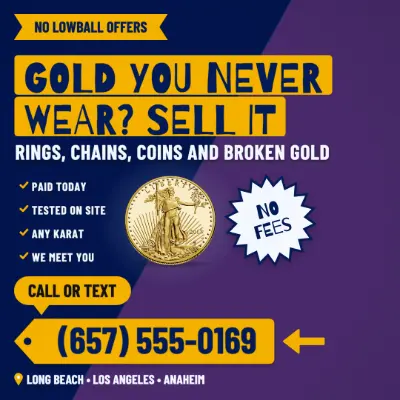 NO LOWBALL OFFERS
GOLD YOU NEVER
WEAR? SELL IT
RINGS, CHAINS, COINS AND BROKEN GOLD
PAID TODAY
TESTED ON SITE
ANY KARAT
WE MEET YOU
LIBERTY
NO
FEES
CALL OR TEXT
(657) 555-0169
LONG BEACH • LOS ANGELES • ANAHEIM